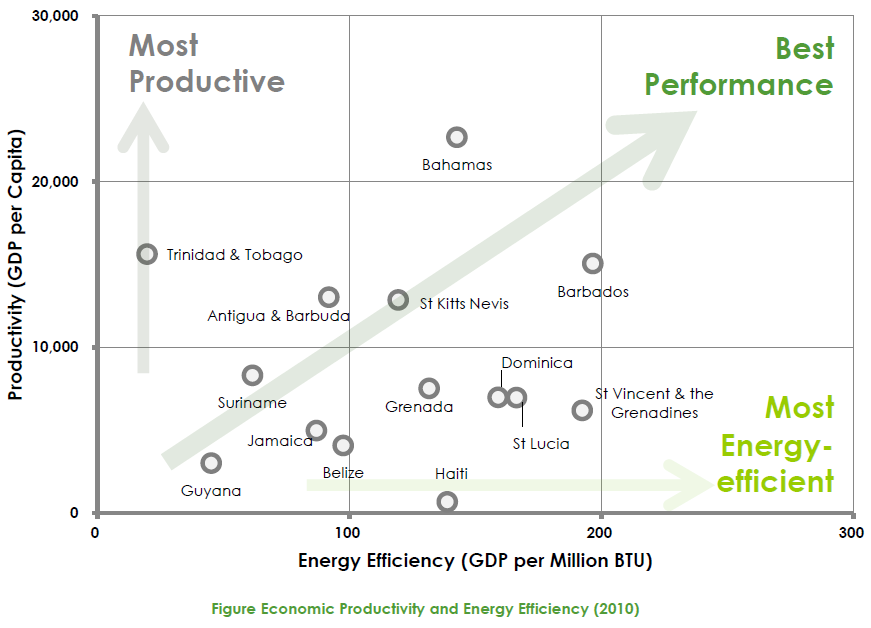 30,000
Most
Productive
Best
Performance
Bahamas
20,000
Productivity (GDP per Capita)
Trinidad & Tobago
Barbados
Antigua & Barbuda
St Kitts Nevis
10,000
Dominica
Suriname
Grenada
St Vincent & the
Grenadines
Most
Energy-
efficient
Jamaica
St Lucia
Belize
Haiti
Guyana
0
0
100
200
300
Energy Efficiency (GDP per Million BTU)
Figure Economic Productivity and Energy Efficiency (2010)